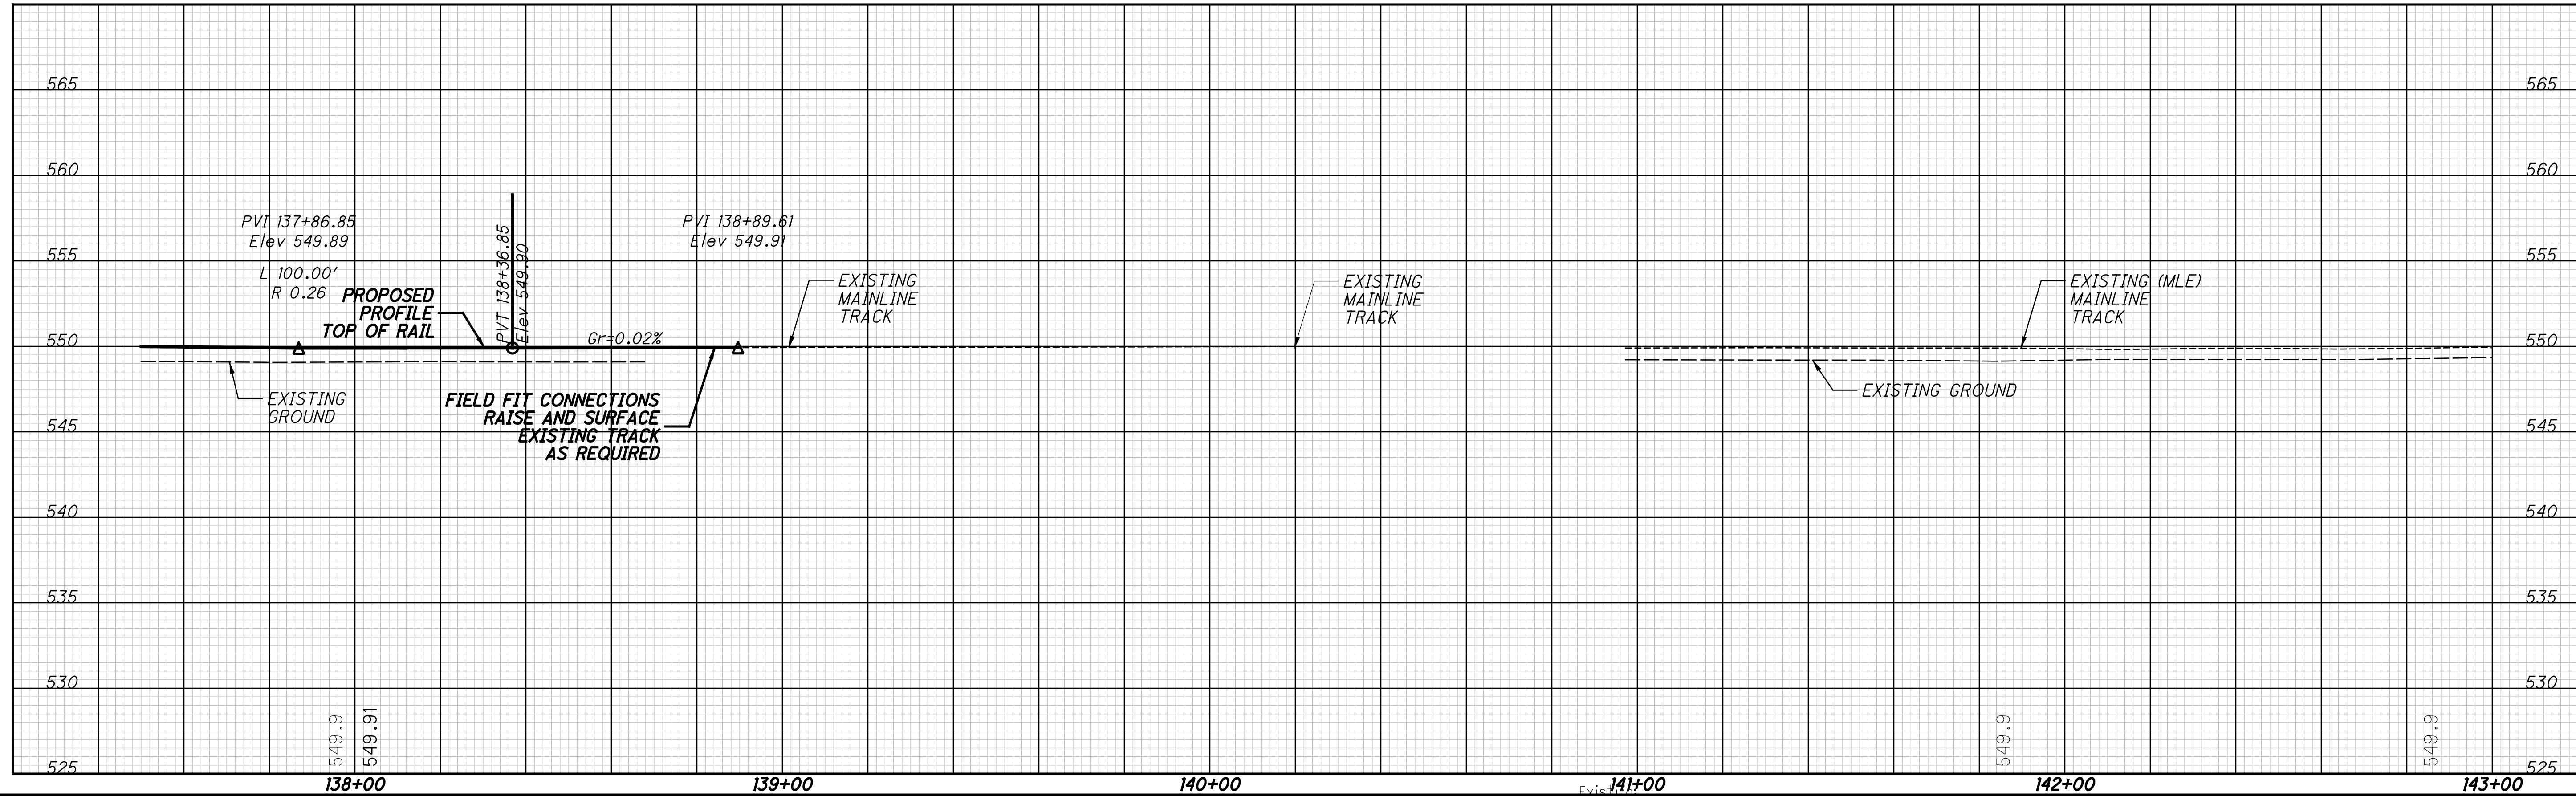 565
565
560
560
PVI 137+86.85
Elev 549.89
L 100.00'
R 0.26
PVT 138+36.85
Elev 549.90
PVI 138+89.61
Elev 549.91
555
555
PROPOSED
PROFILE
TOP OF RAIL
EXISTING
MAINLINE
TRACK
EXISTING
MAINLINE
TRACK
EXISTING (MLE)
MAINLINE
TRACK
Gr=0.02%
550
550
EXISTING
GROUND
FIELD FIT CONNECTIONS
RAISE AND SURFACE
EXISTING TRACK
AS REQUIRED
EXISTING GROUND
545
545
540
540
535
535
530
530
549.9
549.91
549.9
549.9
525
525
138+00
139+00
140+00
141+00
142+00
143+00